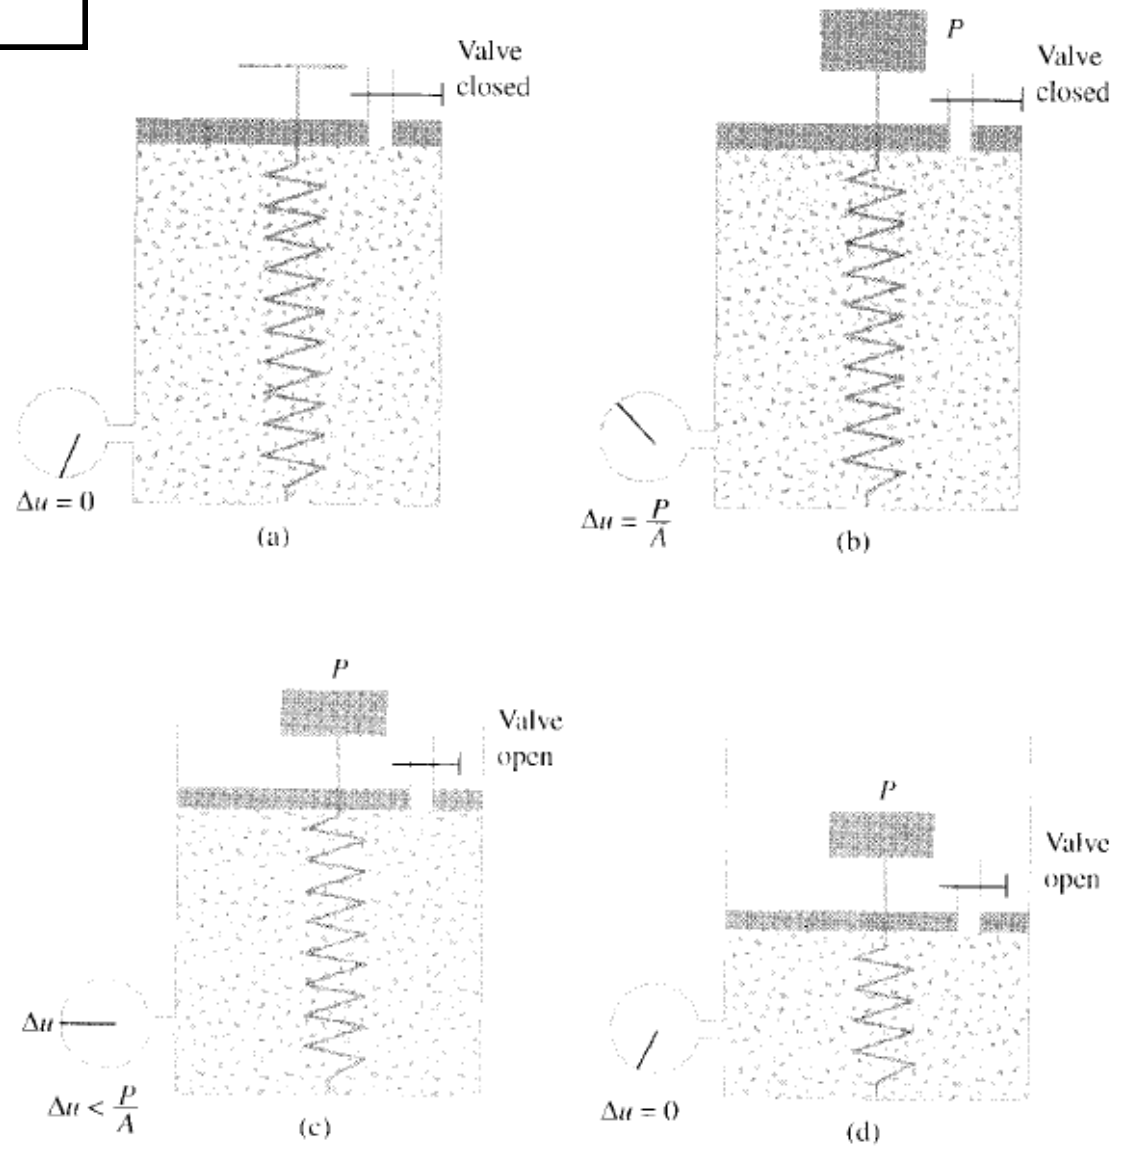 Valve
closed
Δu = 0
(a)
P
Valve
closed
Δu = P/A
(b)
P
Valve
open
Δu
Δu < P/A
(c)
P
Valve
open
Δu = 0
(d)